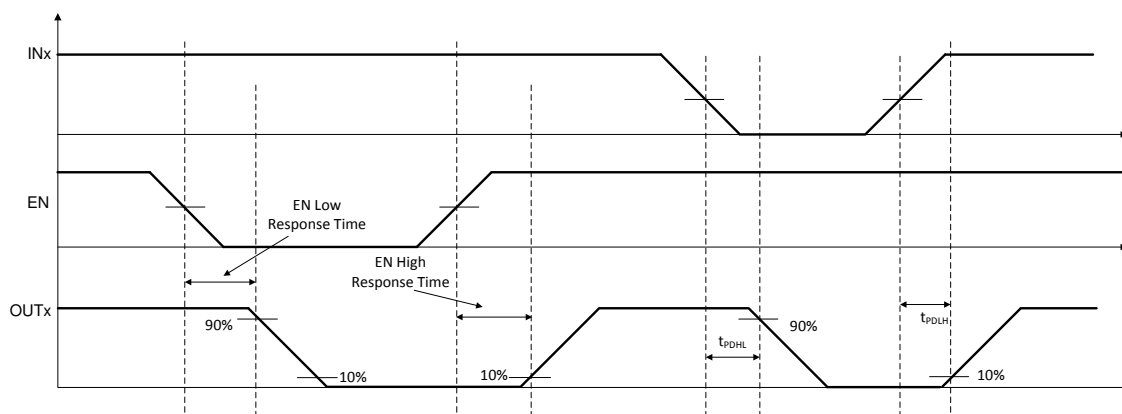 INx
EN
EN Low
Response Time
EN High
Response Time
OUTx
90%
10%
10%
tPDHL
90%
tPDLH
10%